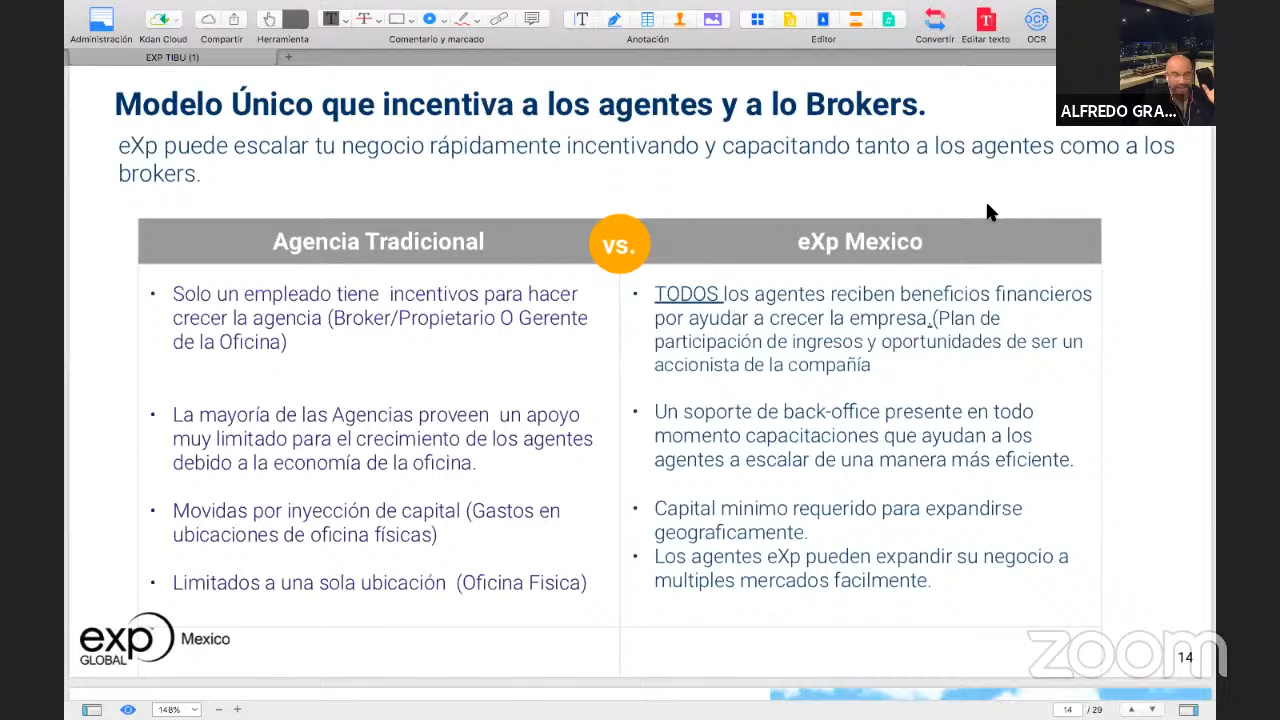 Administración
Kdan Cloud
Compartir
Herramienta
Comentario y marcado
Anotación
Editor
Convertir
Editar texto
OCR
OCR
EXP TIBU (1)
ALFREDO GRA...
Modelo Único que incentiva a los agentes y a lo Brokers.
eXp puede escalar tu negocio rápidamente incentivando y capacitando tanto a los agentes como a los
brokers.
Agencia Tradicional
vs.
eXp Mexico
• Solo un empleado tiene incentivos para hacer
crecer la agencia (Broker/Propietario O Gerente
de la Oficina)
• La mayoría de las Agencias proveen un apoyo
muy limitado para el crecimiento de los agentes
debido a la economía de la oficina.
• Movidas por inyección de capital (Gastos en
ubicaciones de oficina físicas)
• Limitados a una sola ubicación (Oficina Fisica)
• TODOS los agentes reciben beneficios financieros
por ayudar a crecer la empresa.(Plan de
participación de ingresos y oportunidades de ser un
accionista de la compañía
• Un soporte de back-office presente en todo
momento capacitaciones que ayudan a los
agentes a escalar de una manera más eficiente.
• Capital minimo requerido para expandirse
geograficamente.
• Los agentes eXp pueden expandir su negocio a
multiples mercados facilmente.
exp
GLOBAL
Mexico
zoom
14
148%
14 / 29